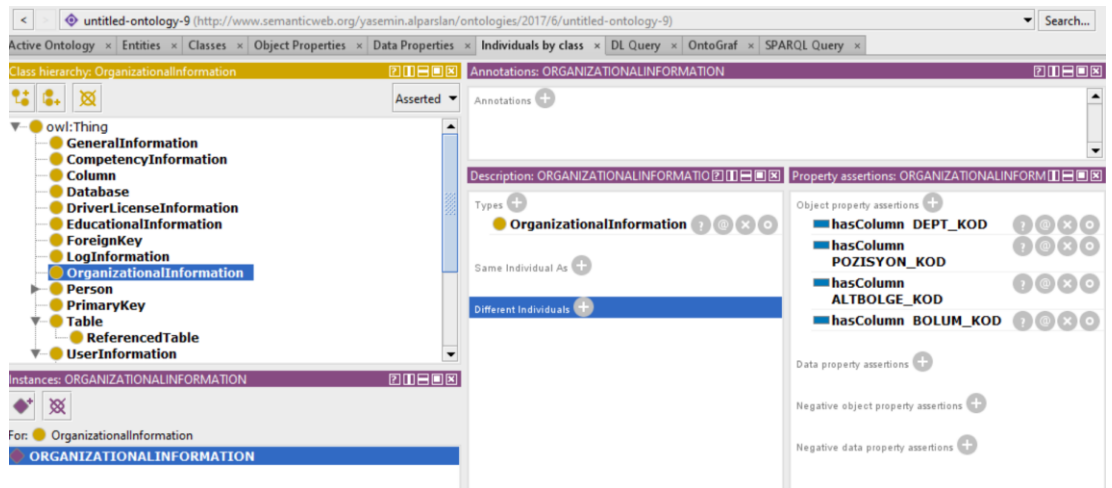 untitled-ontology-9 (http://www.semanticweb.org/yasemin.alparslan/ontologies/2017/6/untitled-ontology-9)
Search...
Active Ontology × Entities × Classes × Object Properties × Data Properties × Individuals by class × DL Query × OntoGraf × SPARQL Query ×
Class hierarchy: OrganizationalInformation
Asserted
owl:Thing
GeneralInformation
CompetencyInformation
Column
Database
DriverLicenseInformation
EducationalInformation
ForeignKey
LogInformation
OrganizationalInformation
Person
PrimaryKey
Table
ReferencedTable
UserInformation
Instances: ORGANIZATIONALINFORMATION
For: OrganizationalInformation
ORGANIZATIONALINFORMATION
Annotations: ORGANIZATIONALINFORMATION
Annotations
Description: ORGANIZATIONALINFORMATIO
Types
OrganizationalInformation
Same Individual As
Different Individuals
Property assertions: ORGANIZATIONALINFORM
Object property assertions
hasColumn DEPT_KOD
hasColumn
POZISYON_KOD
hasColumn
ALTBOLGE_KOD
hasColumn BOLUM_KOD
Data property assertions
Negative object property assertions
Negative data property assertions